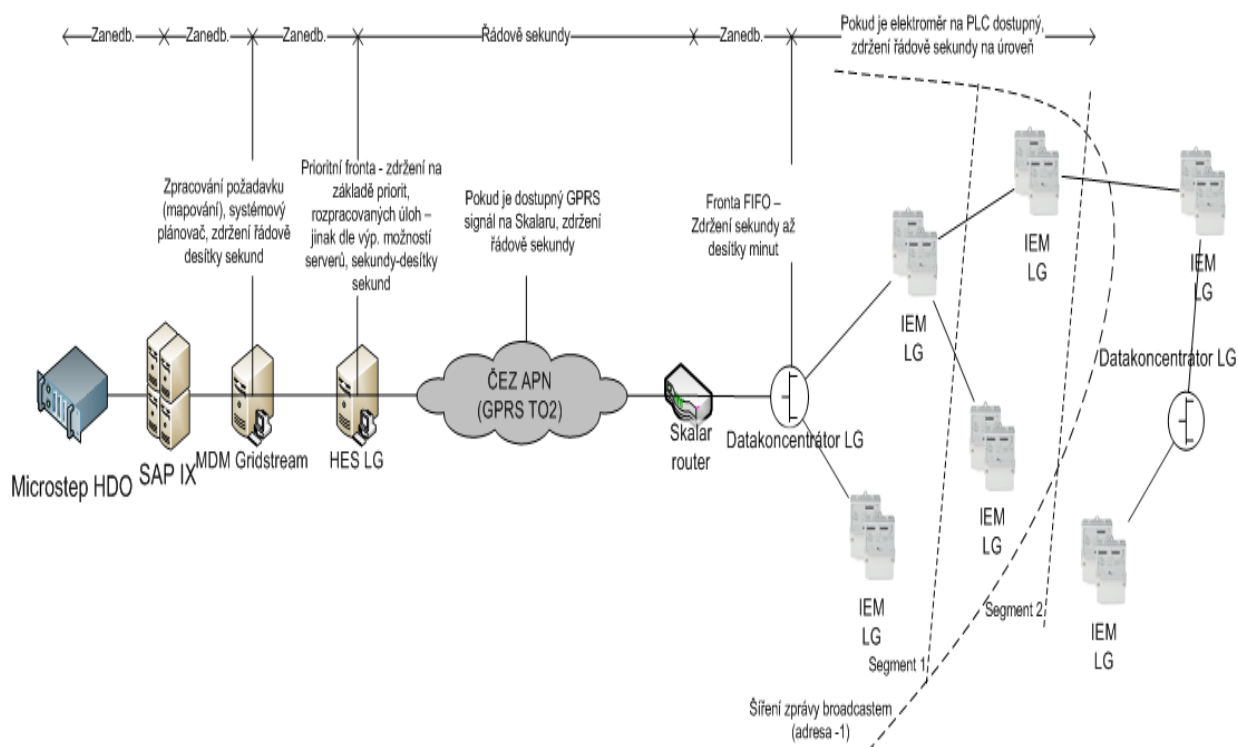 Zanedb.
Zanedb.
Zanedb.
Řádově sekundy
Zanedb.
Pokud je elektroměr na PLC dostupný,
zdržení řádově sekundy na úroveň
Zpracování požadavku
(mapování), systémový
plánovač, zdržení řádově
desítky sekund
Prioritní fronta - zdržení na
základě priorit,
rozpracovaných úloh –
jinak dle výp. možností
serverů, sekundy-desítky
sekund
Pokud je dostupný GPRS
signál na Skalaru, zdržení
řádově sekundy
Fronta FIFO –
Zdržení sekundy až
desítky minut
Microstep HDO
SAP IX
MDM Gridstream
HES LG
ČEZ APN
(GPRS TO2)
Skalar
router
Datakoncentrátor LG
IEM
LG
IEM
LG
IEM
LG
IEM
LG
IEM
LG
Datakoncentrátor LG
IEM
LG
Segment 1
Segment 2
Šíření zprávy broadcastem
(adresa -1)